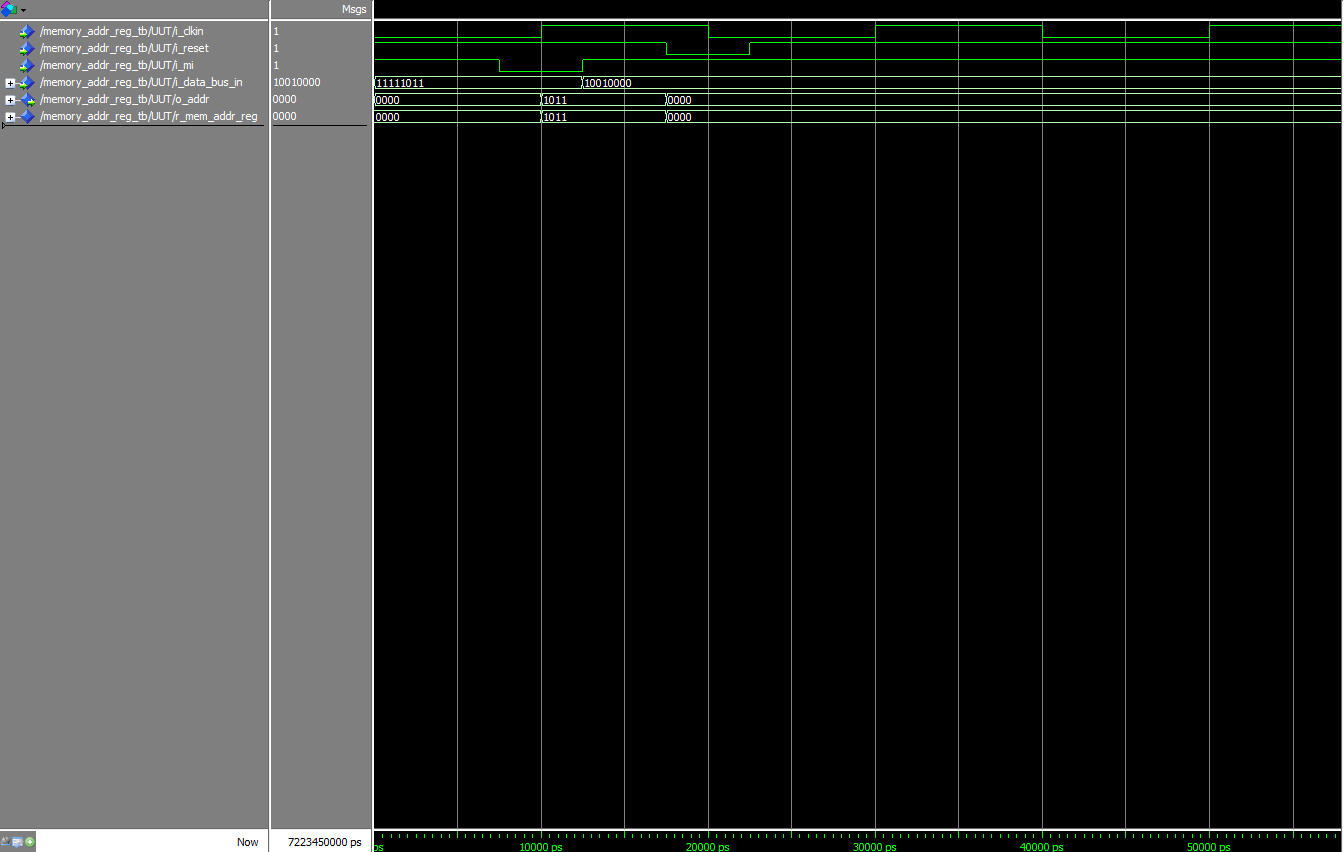 Msgs
/memory_addr_reg_tb/UUT/i_clkin 1
/memory_addr_reg_tb/UUT/i_reset 1
/memory_addr_reg_tb/UUT/i_mi 1
/memory_addr_reg_tb/UUT/i_data_bus_in 10010000 11111011 10010000
/memory_addr_reg_tb/UUT/o_addr 0000 0000 1011 0000
/memory_addr_reg_tb/UUT/r_mem_addr_reg 0000 0000 1011 0000
Now 7223450000 ps
ps 10000 ps 20000 ps 30000 ps 40000 ps 50000 ps